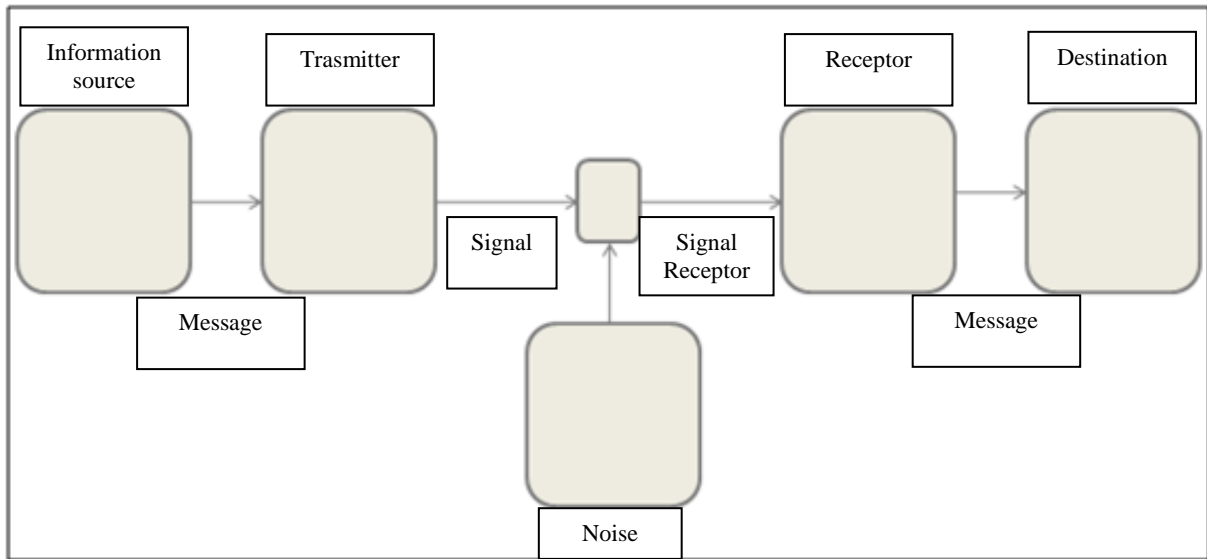 Information
source
Trasmitter
Receptor
Destination
Signal
Signal
Receptor
Message
Message
Noise